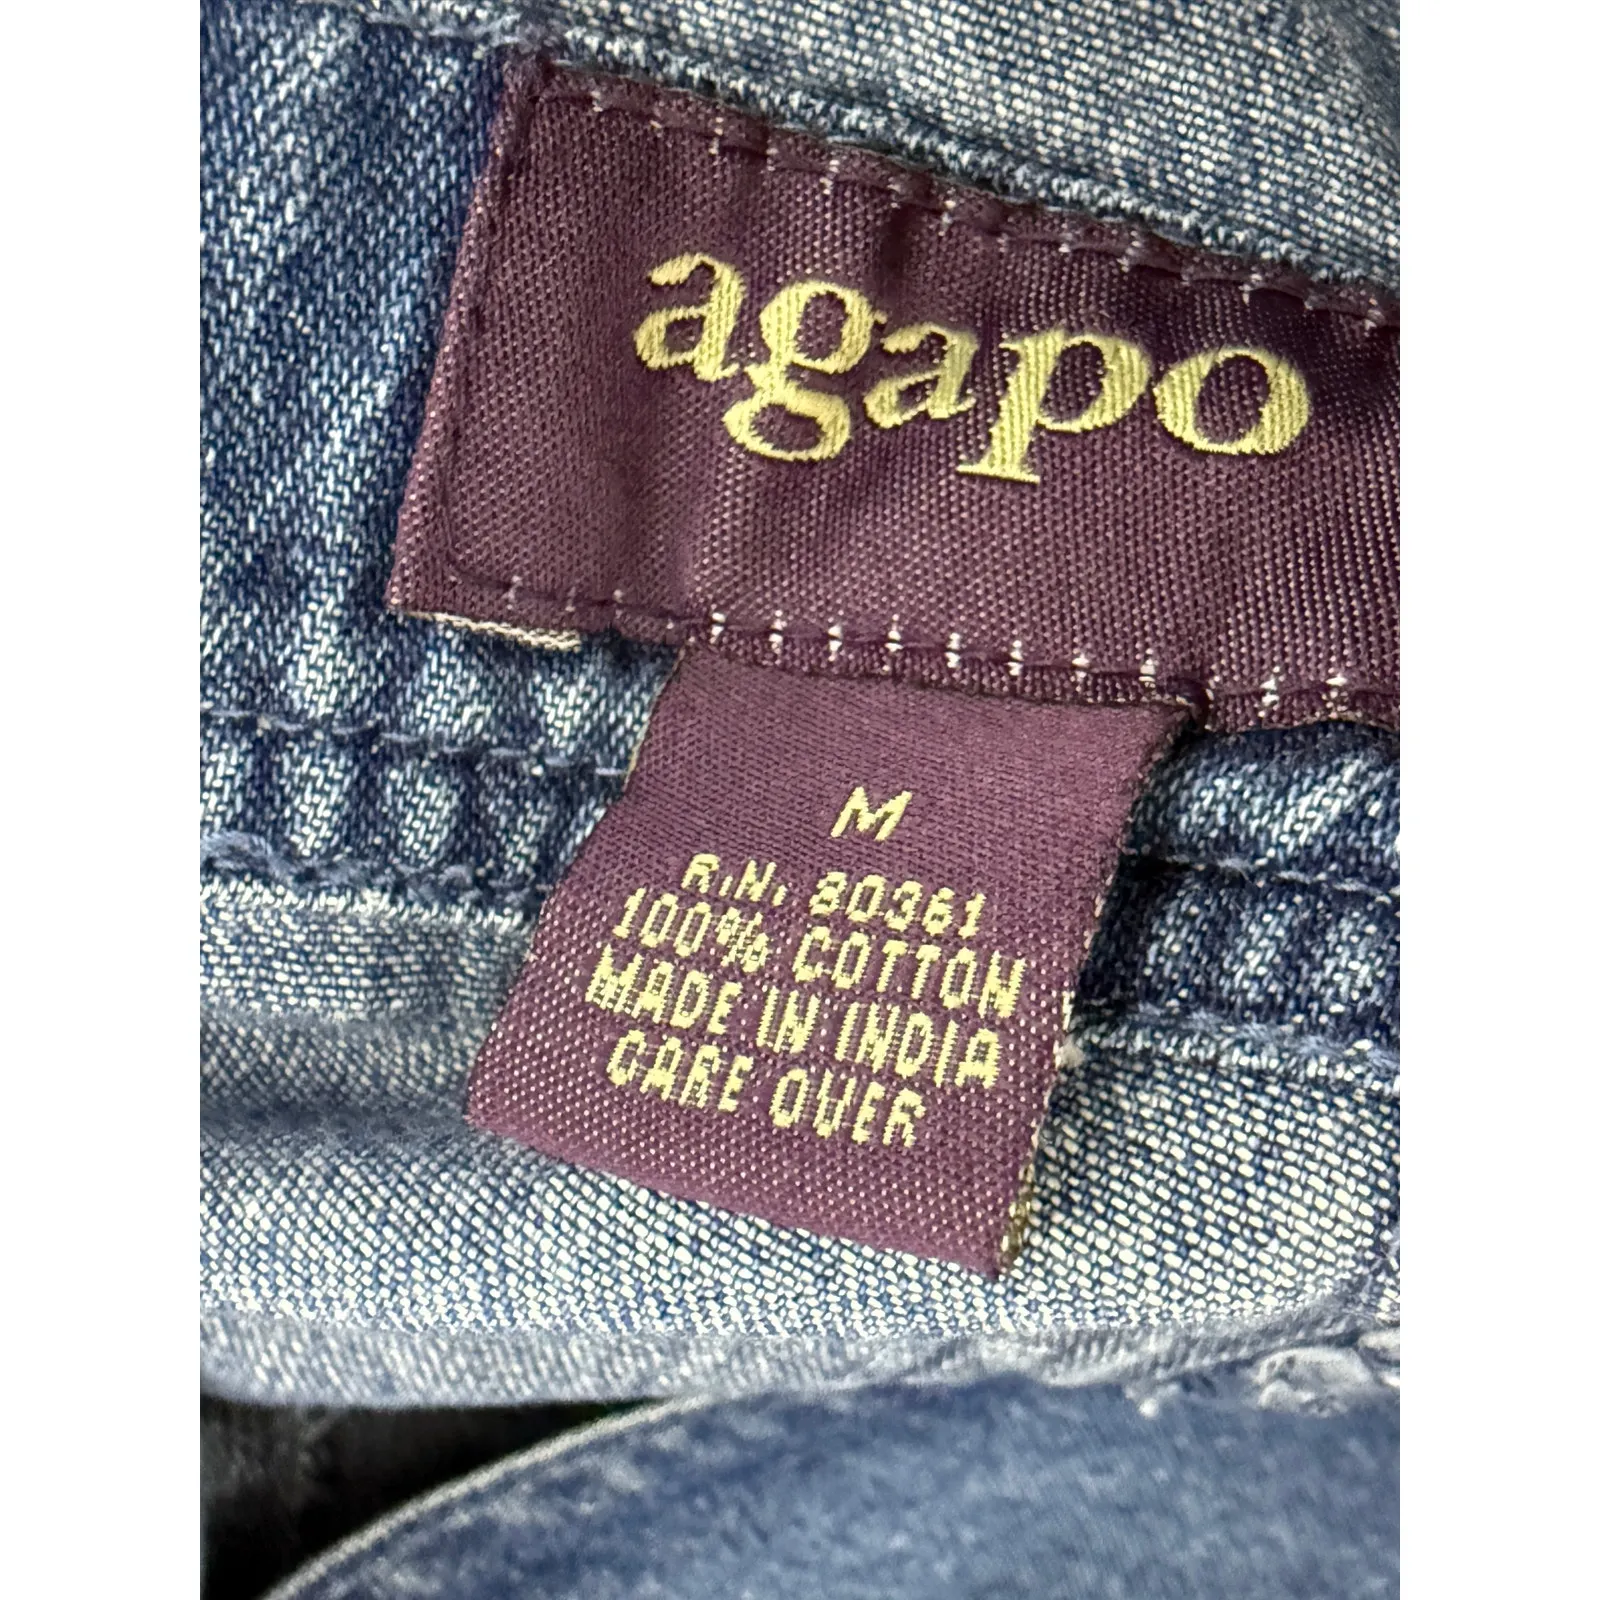 agapo
M
R.N. 80361
100% COTTON
MADE IN INDIA
CARE OVER